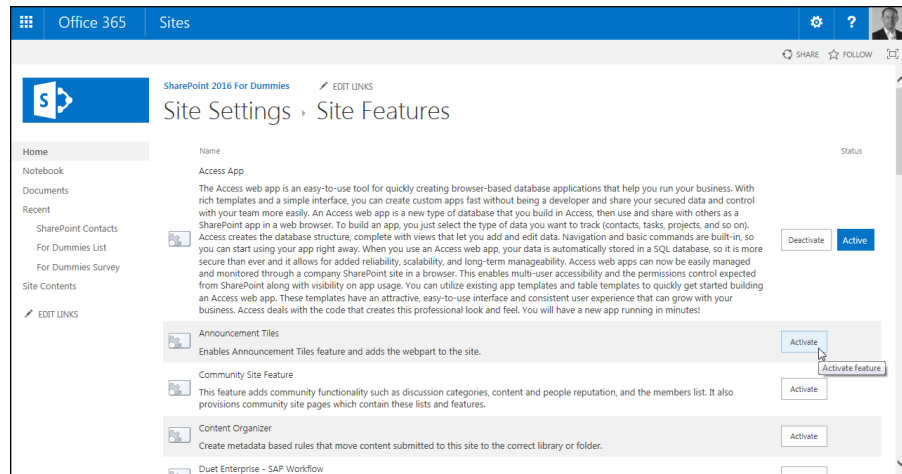 Office 365
Sites
?
SHARE
FOLLOW
S
SharePoint 2016 For Dummies
EDIT LINKS
Site Settings › Site Features
Home
Notebook
Documents
Recent
SharePoint Contacts
For Dummies List
For Dummies Survey
Site Contents
EDIT LINKS
Name
Status
Access App
The Access web app is an easy-to-use tool for quickly creating browser-based database applications that help you run your business. With
rich templates and a simple interface, you can create custom apps fast without being a developer and share your secured data and control
with your team more easily. An Access web app is a new type of database that you build in Access, then use and share with others as a
SharePoint app in a web browser. To build an app, you just select the type of data you want to track (contacts, tasks, projects, and so on).
Access creates the database structure, complete with views that let you add and edit data. Navigation and basic commands are built-in, so
you can start using your app right away. When you use an Access web app, your data is automatically stored in a SQL database, so it is more
secure than ever and it allows for added reliability, scalability, and long-term manageability. Access web apps can now be easily managed
and monitored through a company SharePoint site in a browser. This enables multi-user accessibility and the permissions control expected
from SharePoint along with visibility on app usage. You can utilize existing app templates and table templates to quickly get started building
an Access web app. These templates have an attractive, easy-to-use interface and consistent user experience that can grow with your
business. Access deals with the code that creates this professional look and feel. You will have a new app running in minutes!
Deactivate
Active
Announcement Tiles
Enables Announcement Tiles feature and adds the webpart to the site.
Activate
Activate feature
Community Site Feature
This feature adds community functionality such as discussion categories, content and people reputation, and the members list. It also
provisions community site pages which contain these lists and features.
Activate
Content Organizer
Create metadata based rules that move content submitted to this site to the correct library or folder.
Activate
Duet Enterprise - SAP Workflow